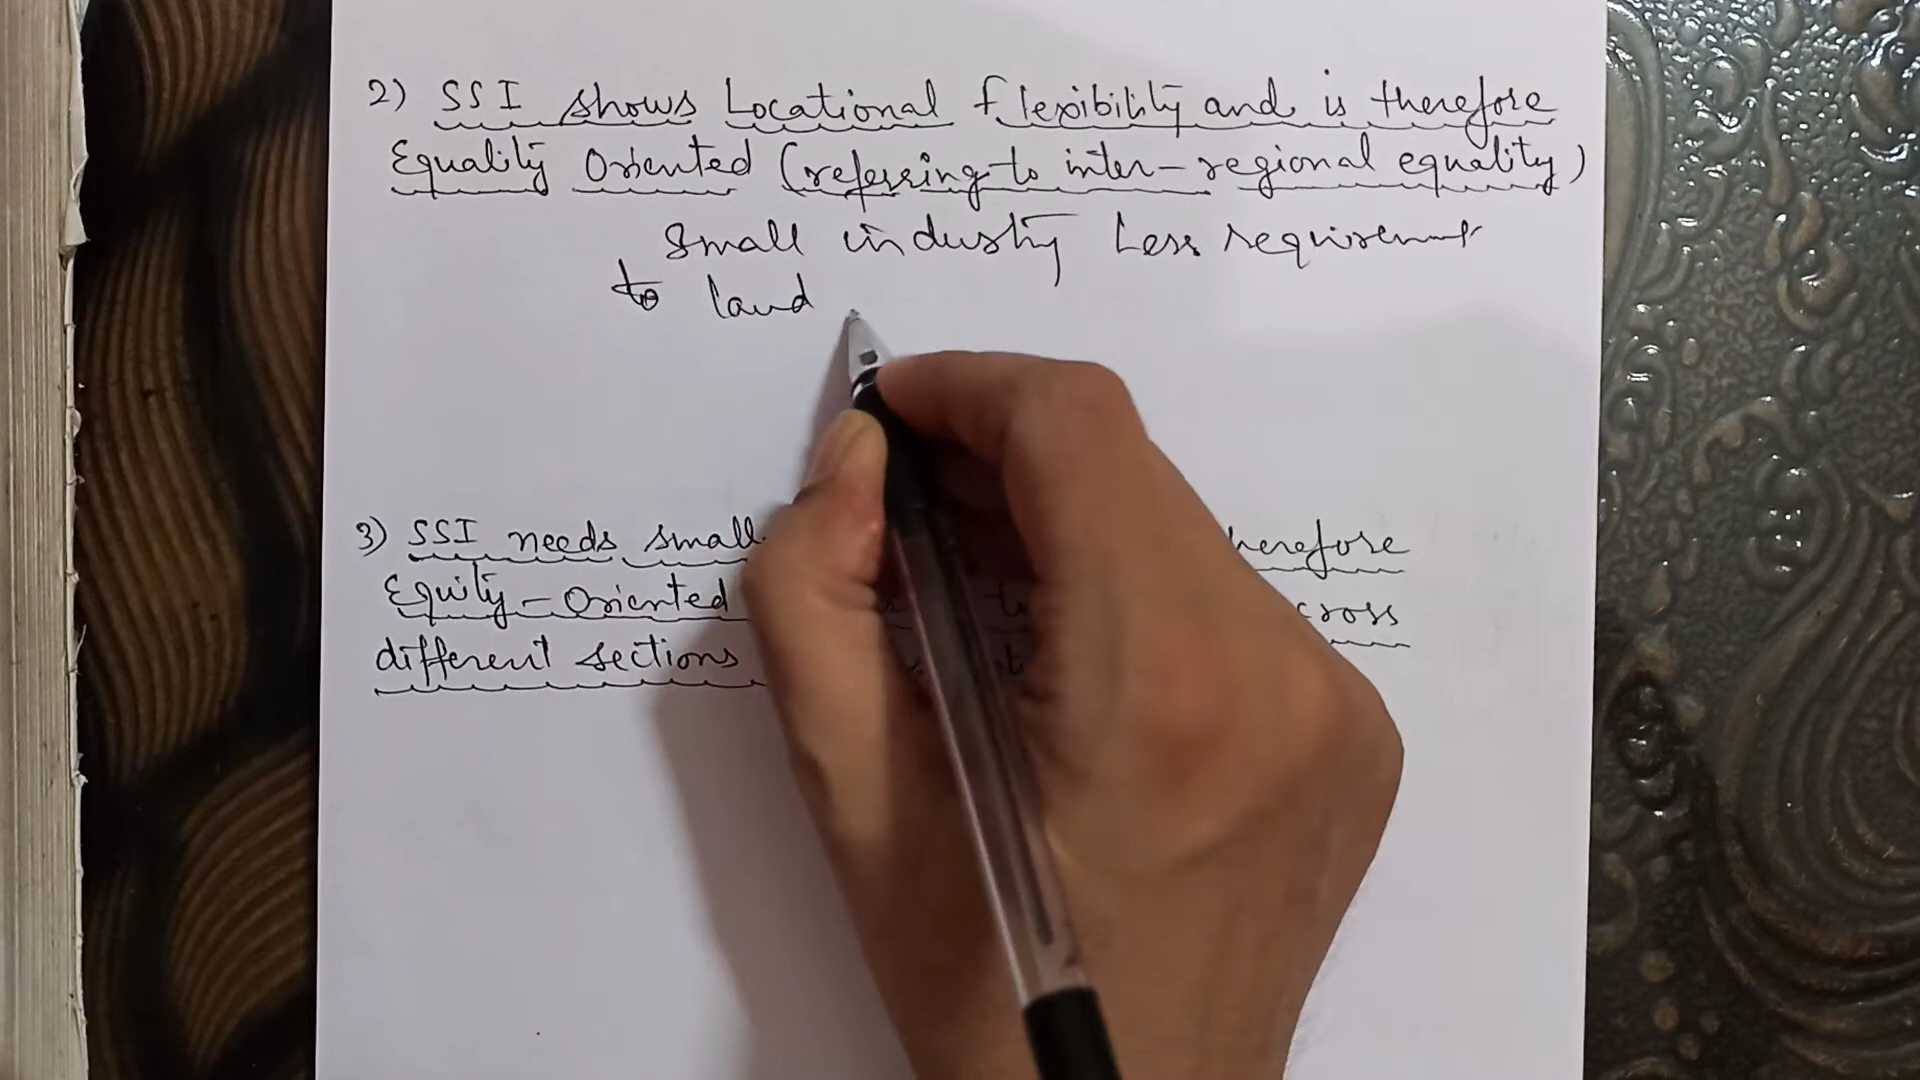 2) SSI shows Locational flexibility and is therefore
Equality Oriented (referring to inter-regional equality)
Small industry Less requirement
to land
3) SSI needs small therefore
Equity-Oriented
different sections